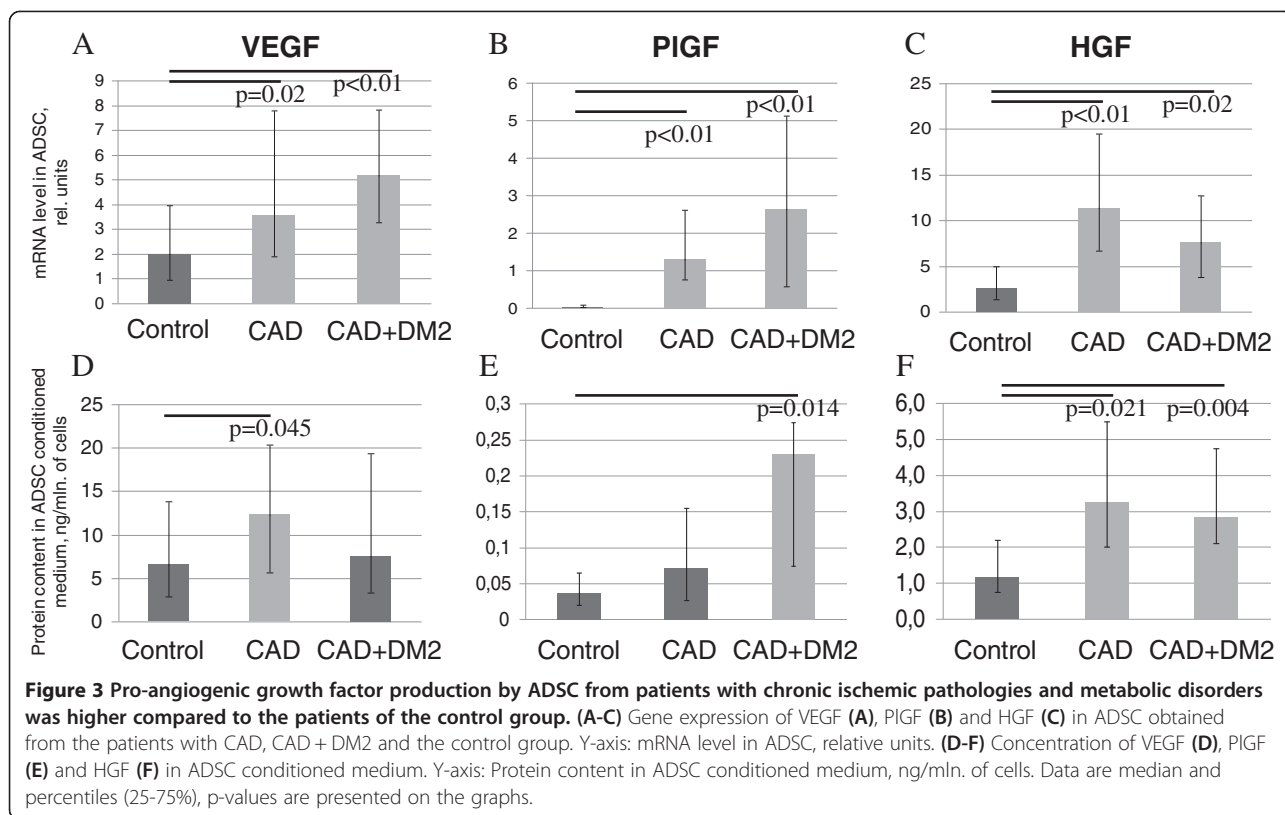 A
VEGF
B
PlGF
C
HGF
mRNA level in ADSC,
rel. units
9
8
7
6
5
4
3
2
1
0
p=0.02
p<0.01
Control
CAD
CAD+DM2
6
5
4
3
2
1
0
p<0.01
p<0.01
Control
CAD
CAD+DM2
25
20
15
10
5
0
p<0.01
p=0.02
Control
CAD
CAD+DM2
D
E
F
Protein content in ADSC conditioned
medium, ng/mln. of cells
25
20
15
10
5
0
p=0.045
Control
CAD
CAD+DM2
0,3
0,25
0,2
0,15
0,1
0,05
0
p=0.014
Control
CAD
CAD+DM2
6,0
5,0
4,0
3,0
2,0
1,0
0,0
p=0.021
p=0.004
Control
CAD
CAD+DM2
Figure 3 Pro-angiogenic growth factor production by ADSC from patients with chronic ischemic pathologies and metabolic disorders
was higher compared to the patients of the control group. (A-C) Gene expression of VEGF (A), PlGF (B) and HGF (C) in ADSC obtained
from the patients with CAD, CAD + DM2 and the control group. Y-axis: mRNA level in ADSC, relative units. (D-F) Concentration of VEGF (D), PlGF
(E) and HGF (F) in ADSC conditioned medium. Y-axis: Protein content in ADSC conditioned medium, ng/mln. of cells. Data are median and
percentiles (25-75%), p-values are presented on the graphs.